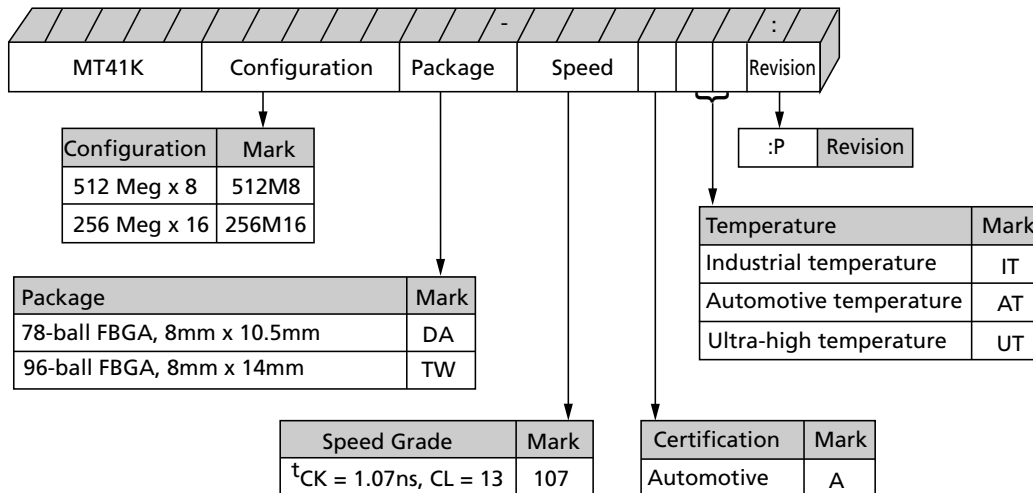 - :
MT41K Configuration Package Speed Revision
Configuration Mark
512 Meg x 8 512M8
256 Meg x 16 256M16
:P Revision
Package Mark
78-ball FBGA, 8mm x 10.5mm DA
96-ball FBGA, 8mm x 14mm TW
Temperature Mark
Industrial temperature IT
Automotive temperature AT
Ultra-high temperature UT
Speed Grade Mark
tCK = 1.07ns, CL = 13 107
Certification Mark
Automotive A